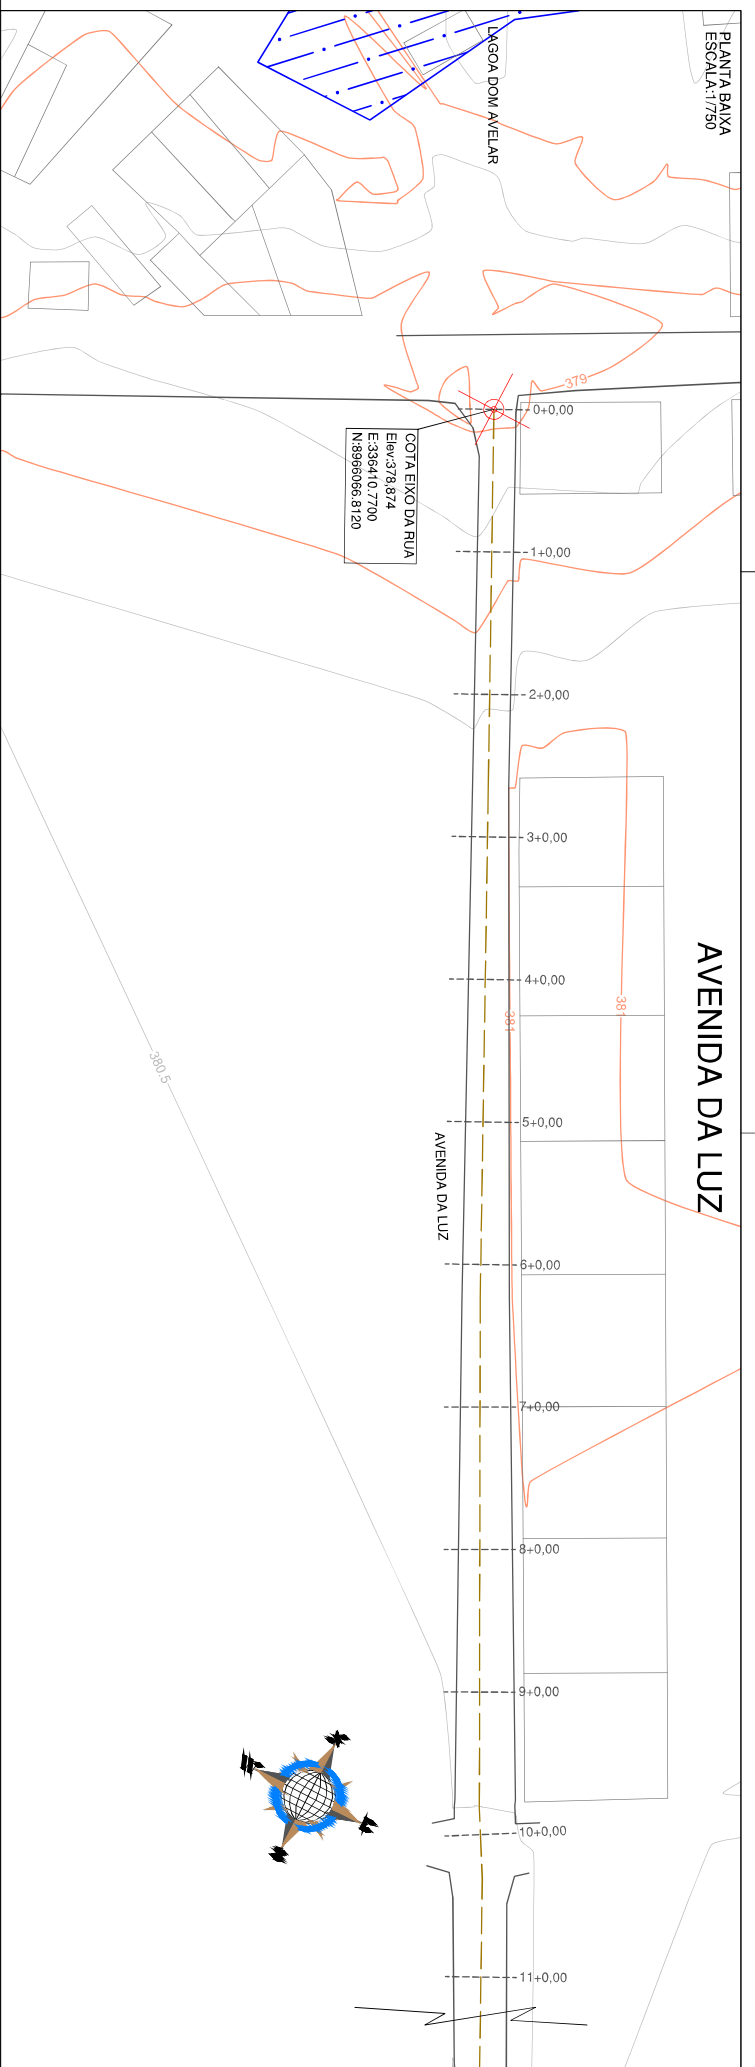 PLANTA BAIXA
ESCALA:1/750
LAGOA DOM AVELAR
379
0+0,00
COTA EIXO DA RUA
Elev:378,874
E:336410.7700
N:8966066.8120
1+0,00
2+0,00
3+0,00
4+0,00
381
381
AVENIDA DA LUZ
380.5
5+0,00
AVENIDA DA LUZ
6+0,00
7+0,00
8+0,00
9+0,00
10+0,00
11+0,00